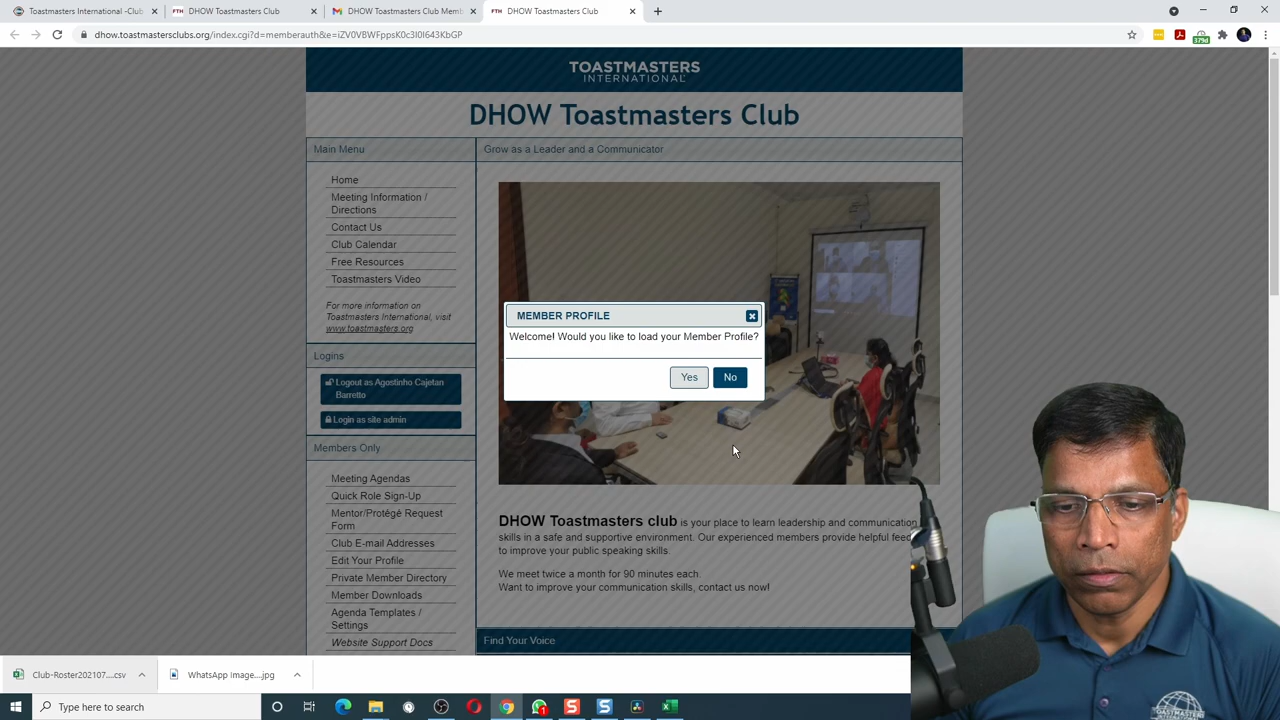 Toastmasters International -Club
DHOW Toastmasters Club
DHOW Toastmasters Club Memb
DHOW Toastmasters Club
dhow.toastmastersclubs.org/index.cgi?d=memberauth&e=iZV0VBWFppsK0c3l0I643KbGP
379d
TOASTMASTERS
INTERNATIONAL
DHOW Toastmasters Club
Main Menu
Home
Meeting Information /
Directions
Contact Us
Club Calendar
Free Resources
Toastmasters Video
For more information on
Toastmasters International, visit
www.toastmasters.org
Logins
Logout as Agostinho Cajetan
Barretto
Login as site admin
Members Only
Meeting Agendas
Quick Role Sign-Up
Mentor/Protègè Request
Form
Club E-mail Addresses
Edit Your Profile
Private Member Directory
Member Downloads
Agenda Templates /
Settings
Website Support Docs
Grow as a Leader and a Communicator
MEMBER PROFILE
Welcome! Would you like to load your Member Profile?
Yes
No
DHOW Toastmasters club is your place to learn leadership and communication
skills in a safe and supportive environment. Our experienced members provide helpful feed
to improve your public speaking skills.
We meet twice a month for 90 minutes each.
Want to improve your communication skills, contact us now!
Find Your Voice
Club-Roster202107....csv
WhatsApp Image....jpg
Type here to search
TOASTMASTERS